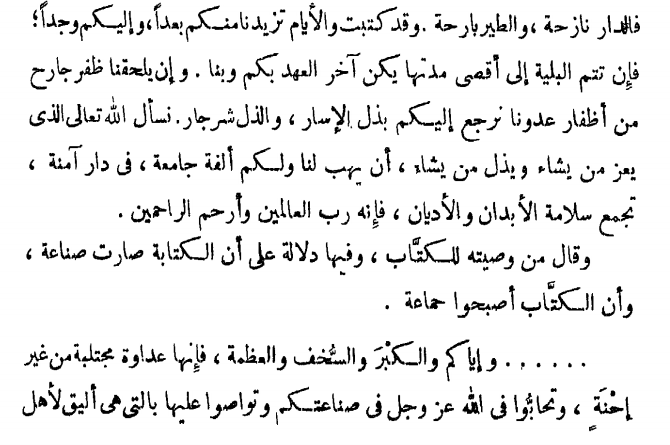 فالدار نازحة ، والطير بارحة . وقد كتبت والأيام تزيدنا منكم بعداً، وإليكم وجداً؛
فإن تتم البلية إلى أقصى مدتها يكن آخر العهد بكم وبنا . وإن يلحقنا ظفر جارح
من أظفار عدونا نرجع إليكم بذل الإسار ، والذل شر جار . نسأل الله تعالى الذى
يعز من يشاء ويذل من يشاء ، أن يهب لنا ولكم ألفة جامعة ، فى دار آمنة ،
تجمع سلامة الأبدان والأديان ، فإنه رب العالمين وأرحم الراحمين .
وقال من وصيته للكتَّاب ، وفيها دلالة على أن الكتابة صارت صناعة ،
وأن الكتَّاب أصبحوا جماعة .
. . . . . . وإياكم والكبْرَ والسُّخف والعظمة ، فإنها عداوة مجتلبة من غير
إحْنَةٍ ، وتحابُّوا فى الله عز وجل فى صناعتكم وتواصوا عليها بالتى هى أليق لأهل